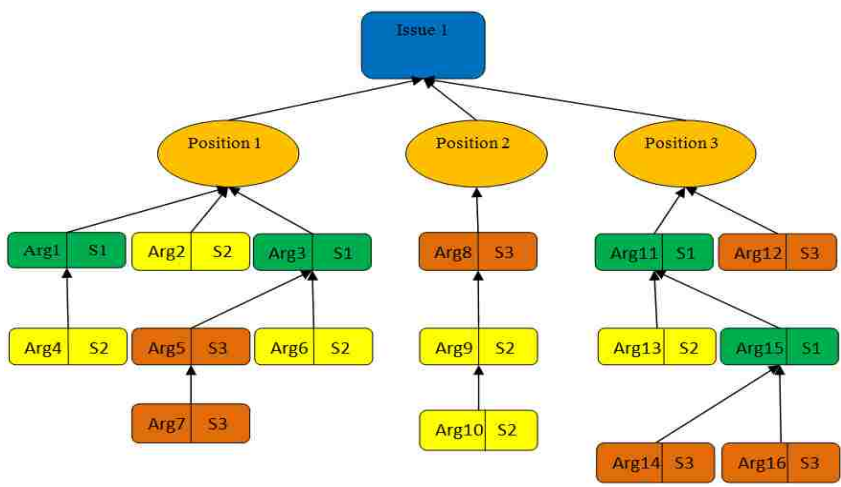 Issue 1
Position 1
Position 2
Position 3
Arg1 S1
Arg2 S2
Arg3 S1
Arg8 S3
Arg11 S1
Arg12 S3
Arg4 S2
Arg5 S3
Arg6 S2
Arg9 S2
Arg13 S2
Arg15 S1
Arg7 S3
Arg10 S2
Arg14 S3
Arg16 S3